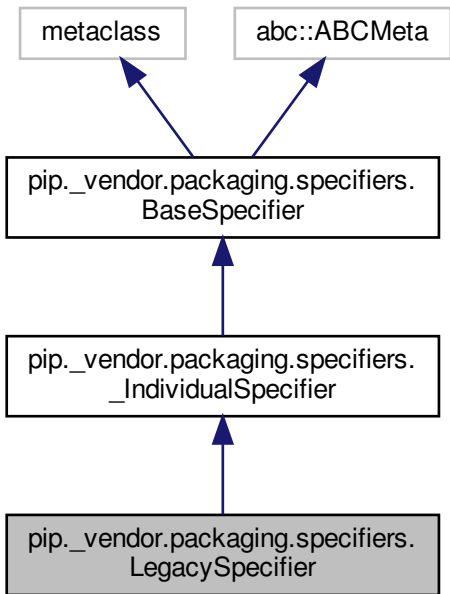 metaclass
abc::ABCMeta
pip._vendor.packaging.specifiers.
BaseSpecifier
pip._vendor.packaging.specifiers.
_IndividualSpecifier
pip._vendor.packaging.specifiers.
LegacySpecifier